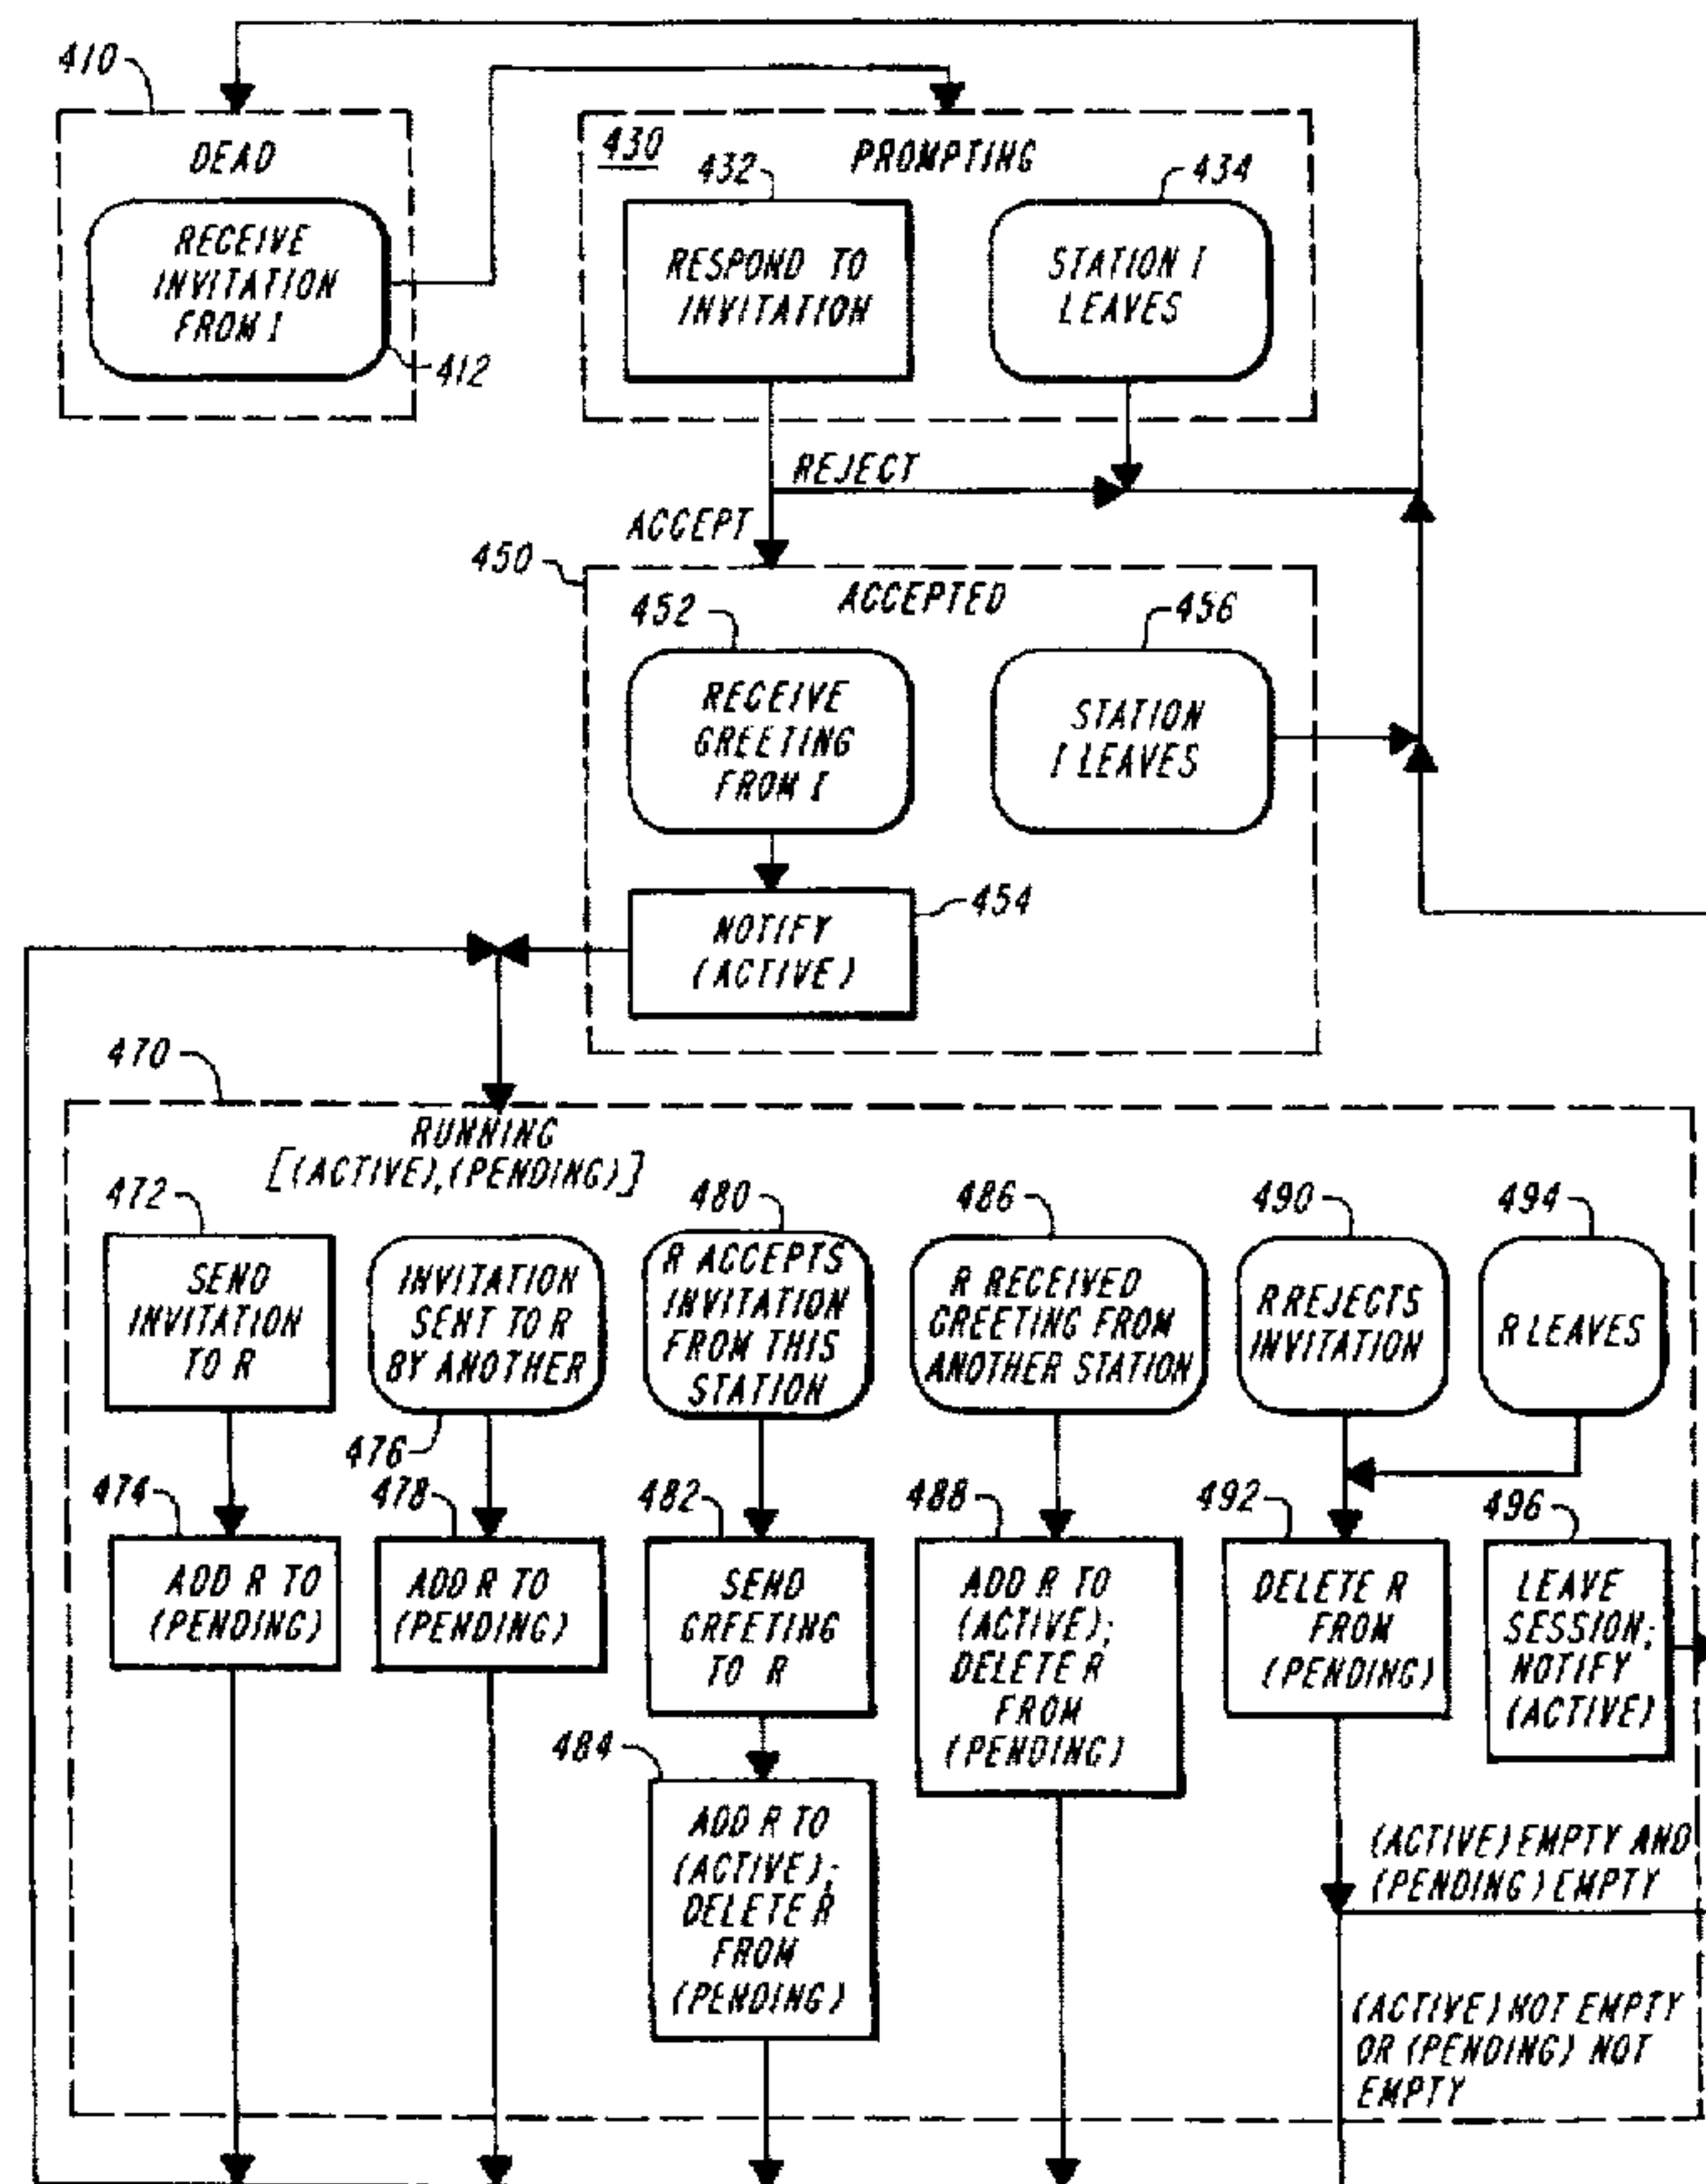 410
DEAD
RECEIVE
INVITATION
FROM I
412
430
PROMPTING
432
RESPOND TO
INVITATION
434
STATION I
LEAVES
REJECT
ACCEPT
450
ACCEPTED
452
RECEIVE
GREETING
FROM I
456
STATION
I LEAVES
454
NOTIFY
(ACTIVE)
470
RUNNING
[(ACTIVE),(PENDING)]
472
SEND
INVITATION
TO R
476
INVITATION
SENT TO R
BY ANOTHER
480
R ACCEPTS
INVITATION
FROM THIS
STATION
486
R RECEIVED
GREETING FROM
ANOTHER STATION
490
R REJECTS
INVITATION
494
R LEAVES
474
ADD R TO
(PENDING)
478
ADD R TO
(PENDING)
482
SEND
GREETING
TO R
488
ADD R TO
(ACTIVE);
DELETE R
FROM
(PENDING)
492
DELETE R
FROM
(PENDING)
496
LEAVE
SESSION;
NOTIFY
(ACTIVE)
484
ADD R TO
(ACTIVE);
DELETE R
FROM
(PENDING)
(ACTIVE) EMPTY AND
(PENDING) EMPTY
(ACTIVE) NOT EMPTY
OR (PENDING) NOT
EMPTY